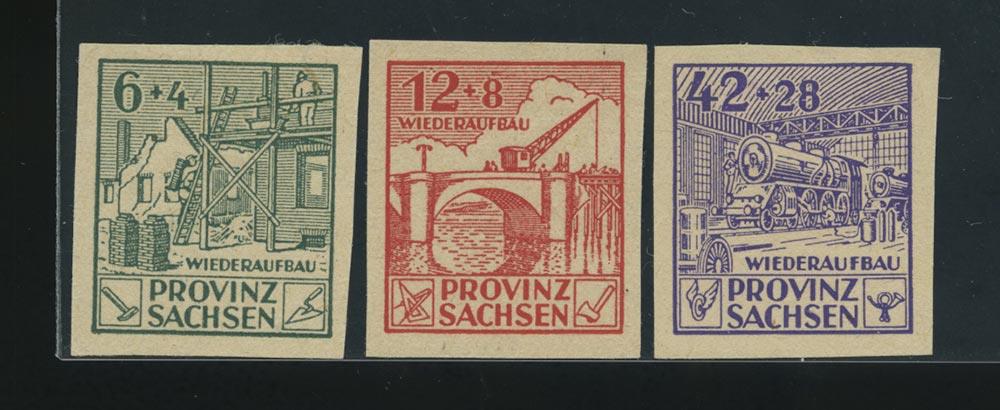 6+4
WIEDERAUFBAU
PROVINZ
SACHSEN
12+8
WIEDERAUFBAU
PROVINZ
SACHSEN
42+28
WIEDERAUFBAU
PROVINZ
SACHSEN